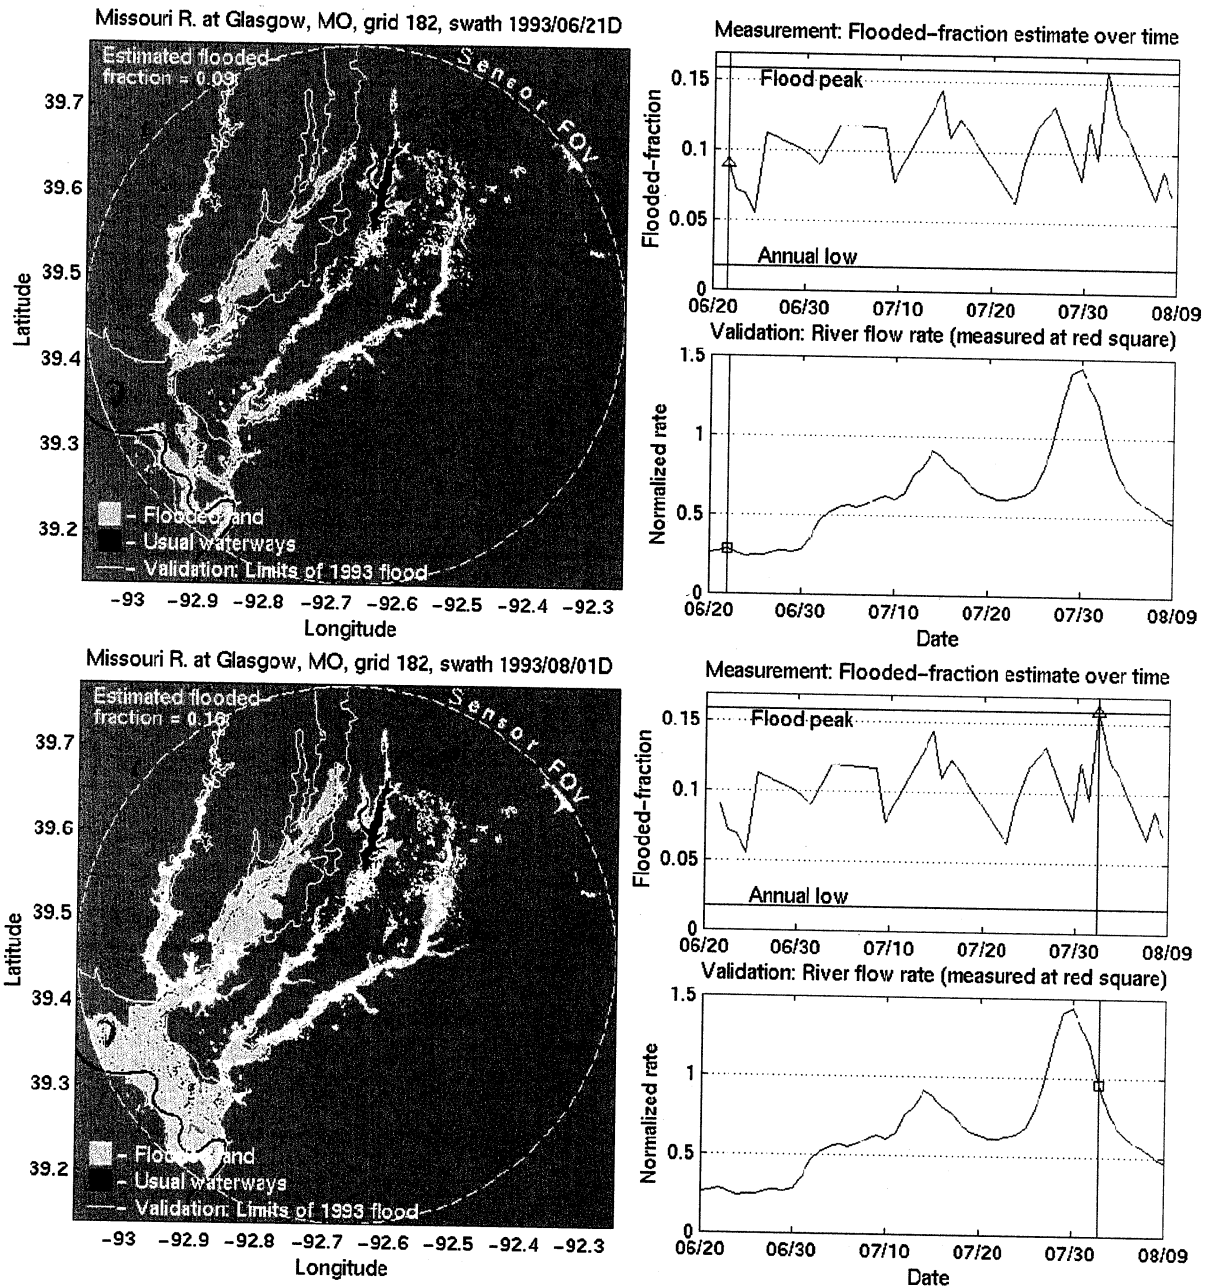 Missouri R. at Glasgow, MO, grid 182, swath 1993/06/21D
Estimated flooded-
fraction = 0.09
Sensor FOV
39.7
39.6
39.5
39.4
39.3
39.2
Latitude
- Flooded land
- Usual waterways
- Validation: Limits of 1993 flood
-93 -92.9 -92.8 -92.7 -92.6 -92.5 -92.4 -92.3
Longitude
Measurement: Flooded-fraction estimate over time
Flood peak
Annual low
0.15
0.1
0.05
0
Flooded-fraction
06/20 06/30 07/10 07/20 07/30 08/09
Validation: River flow rate (measured at red square)
1.5
1
0.5
0
Normalized rate
06/20 06/30 07/10 07/20 07/30 08/09
Date
Missouri R. at Glasgow, MO, grid 182, swath 1993/08/01D
Estimated flooded-
fraction = 0.16
Sensor FOV
39.7
39.6
39.5
39.4
39.3
39.2
Latitude
- Flooded land
- Usual waterways
- Validation: Limits of 1993 flood
-93 -92.9 -92.8 -92.7 -92.6 -92.5 -92.4 -92.3
Longitude
Measurement: Flooded-fraction estimate over time
Flood peak
Annual low
0.15
0.1
0.05
0
Flooded-fraction
06/20 06/30 07/10 07/20 07/30 08/09
Validation: River flow rate (measured at red square)
1.5
1
0.5
0
Normalized rate
06/20 06/30 07/10 07/20 07/30 08/09
Date